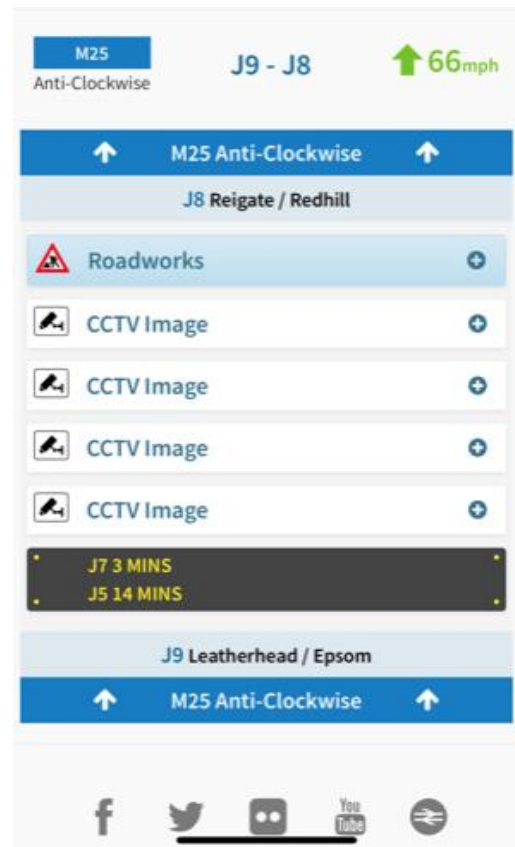 M25
Anti-Clockwise
J9 - J8
66mph
M25 Anti-Clockwise
J8 Reigate / Redhill
Roadworks
CCTV Image
CCTV Image
CCTV Image
CCTV Image
J7 3 MINS
J5 14 MINS
J9 Leatherhead / Epsom
M25 Anti-Clockwise
You
Tube